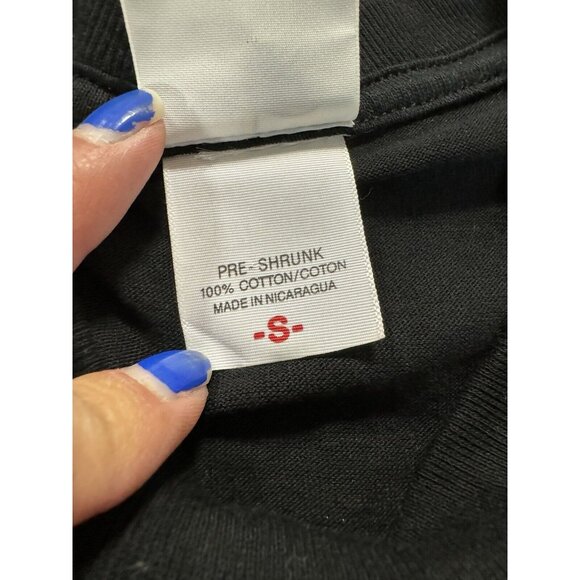 PRE-SHRUNK
100% COTTON/COTON
MADE IN NICARAGUA
-S-